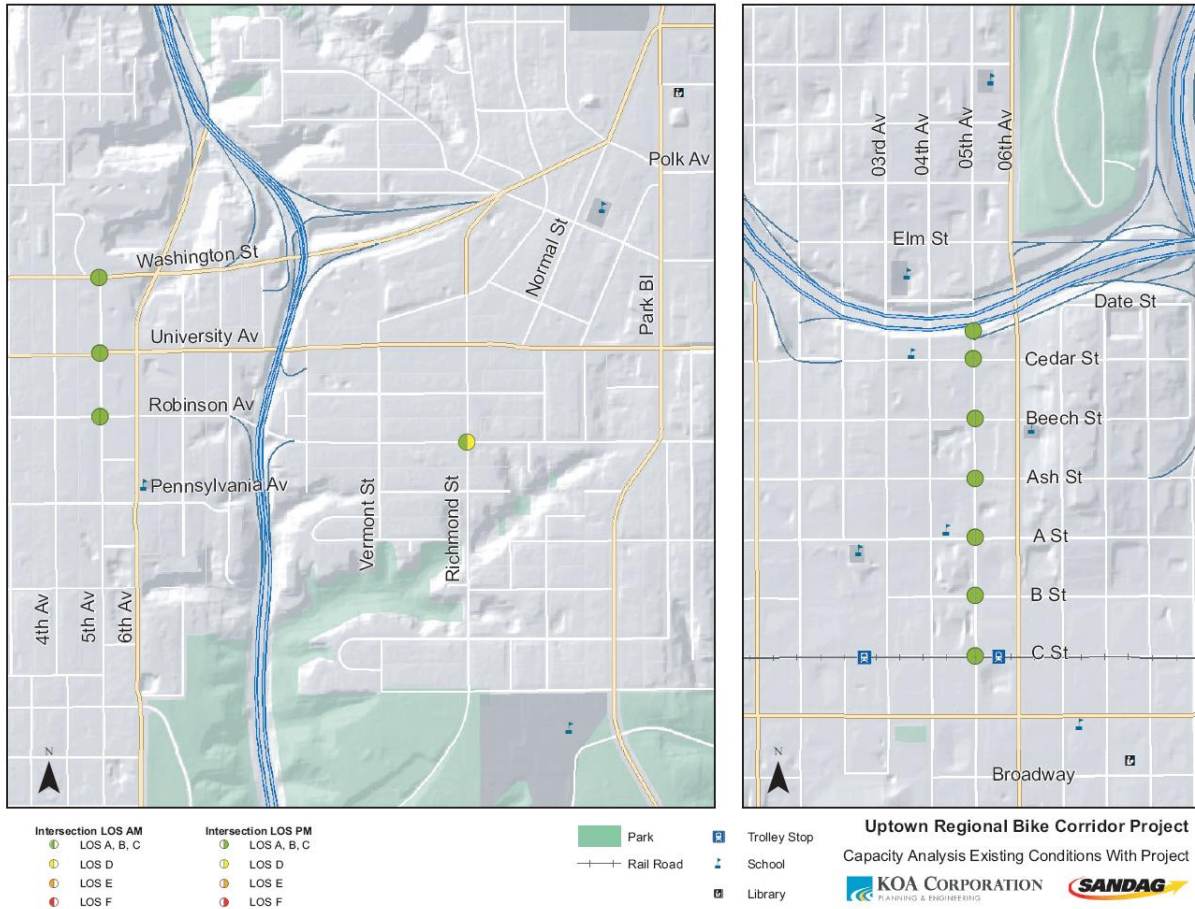 Polk Av
Washington St
Normal St
Park Bl
University Av
Robinson Av
Pennsylvania Av
Vermont St
Richmond St
4th Av
5th Av
6th Av
N
03rd Av
04th Av
05th Av
06th Av
Elm St
Date St
Cedar St
Beech St
Ash St
A St
B St
C St
Broadway
N
Intersection LOS AM
LOS A, B, C
LOS D
LOS E
LOS F
Intersection LOS PM
LOS A, B, C
LOS D
LOS E
LOS F
Park
Rail Road
Trolley Stop
School
Library
Uptown Regional Bike Corridor Project
Capacity Analysis Existing Conditions With Project
KOA CORPORATION
PLANNING & ENGINEERING
SANDAG